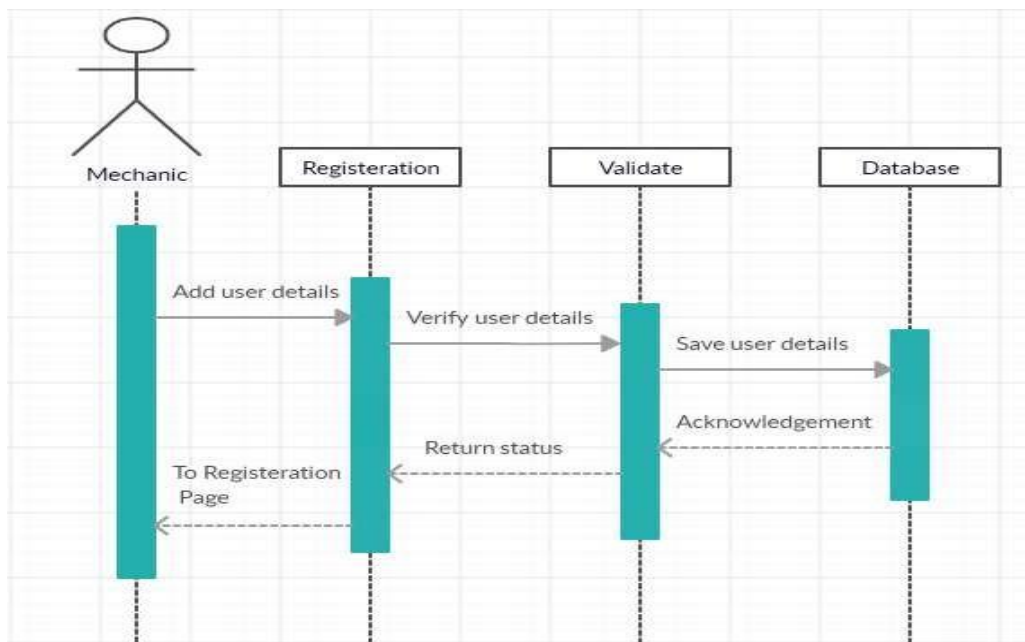 Mechanic
Registeration
Validate
Database
Add user details
Verify user details
Save user details
Acknowledgement
Return status
To Registeration
Page